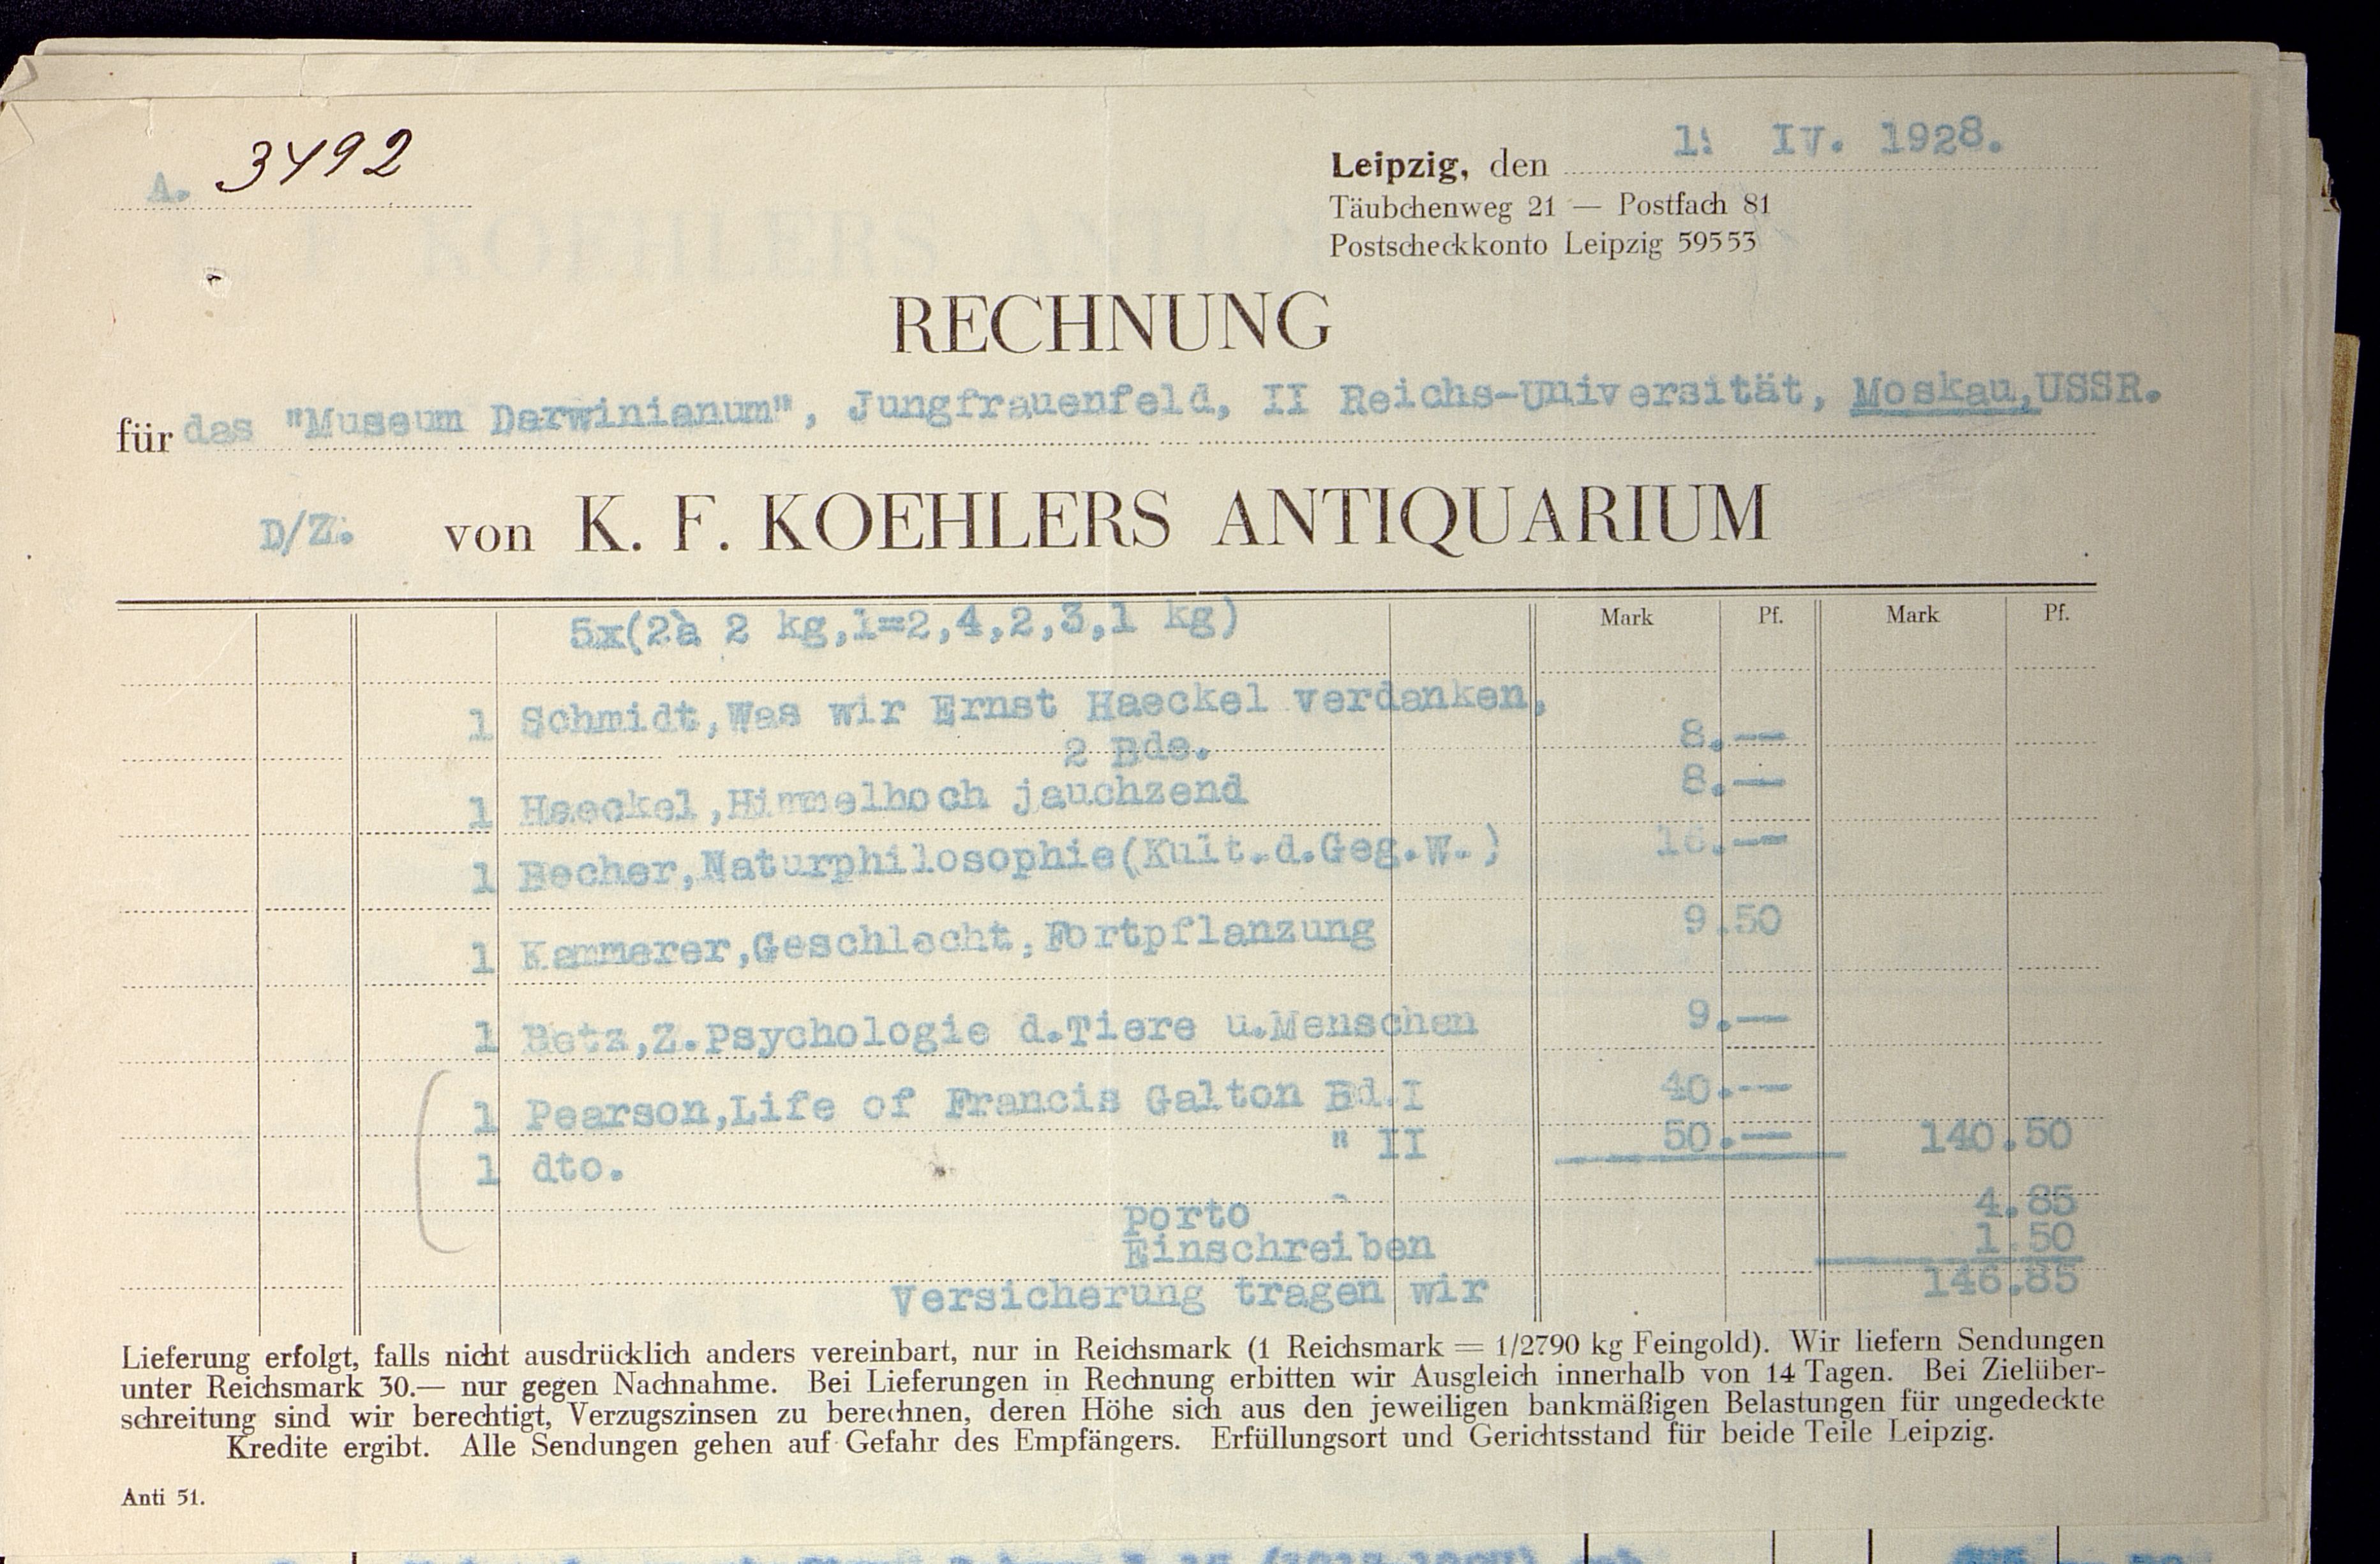 A. 3492
Leipzig, den 1. IV. 1928.
Täubchenweg 21 — Postfach 81
Postscheckkonto Leipzig 59553
RECHNUNG
für das "Museum Darwinianum", Jungfrauenfeld, II Reichs-Universität, Moskau, USSR.
D/Z. von K. F. KOEHLERS ANTIQUARIUM
Mark Pf. Mark Pf.
5x(2à 2 kg,1=2,4,2,3,1 kg)
1 Schmidt,Was wir Ernst Haeckel verdanken,
2 Bde. 8.—
1 Haeckel,Himmelhoch jauchzend 8.—
1 Becher,Naturphilosophie(Kult.d.Geg.W.) 16.—
1 Kammerer,Geschlecht,Fortpflanzung 9.50
1 Betz,Z.Psychologie d.Tiere u.Menschen 9.—
1 Pearson,Life of Francis Galton Bd.I 40.—
1 dto. " II 50.— 140.50
porto 4.85
Einschreiben 1.50
Versicherung tragen wir 146.85
Lieferung erfolgt, falls nicht ausdrücklich anders vereinbart, nur in Reichsmark (1 Reichsmark = 1/2790 kg Feingold). Wir liefern Sendungen
unter Reichsmark 30.— nur gegen Nachnahme. Bei Lieferungen in Rechnung erbitten wir Ausgleich innerhalb von 14 Tagen. Bei Zielüber-
schreitung sind wir berechtigt, Verzugszinsen zu berechnen, deren Höhe sich aus den jeweiligen bankmäßigen Belastungen für ungedeckte
Kredite ergibt. Alle Sendungen gehen auf Gefahr des Empfängers. Erfüllungsort und Gerichtsstand für beide Teile Leipzig.
Anti 51.